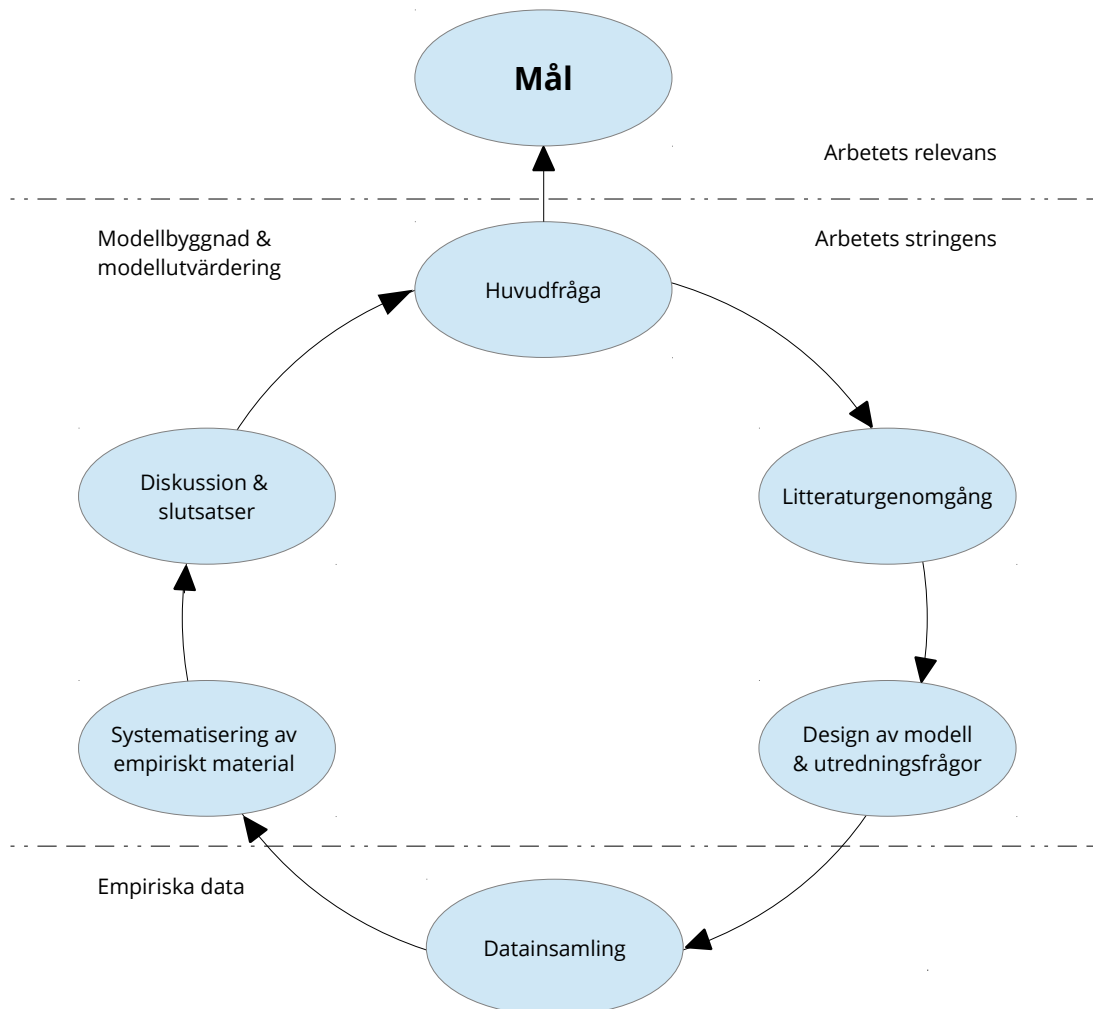 Mål
Arbetets relevans
Modellbyggnad &
modellutvärdering
Arbetets stringens
Huvudfråga
Diskussion &
slutsatser
Litteraturgenomgång
Systematisering av
empiriskt material
Design av modell
& utredningsfrågor
Empiriska data
Datainsamling